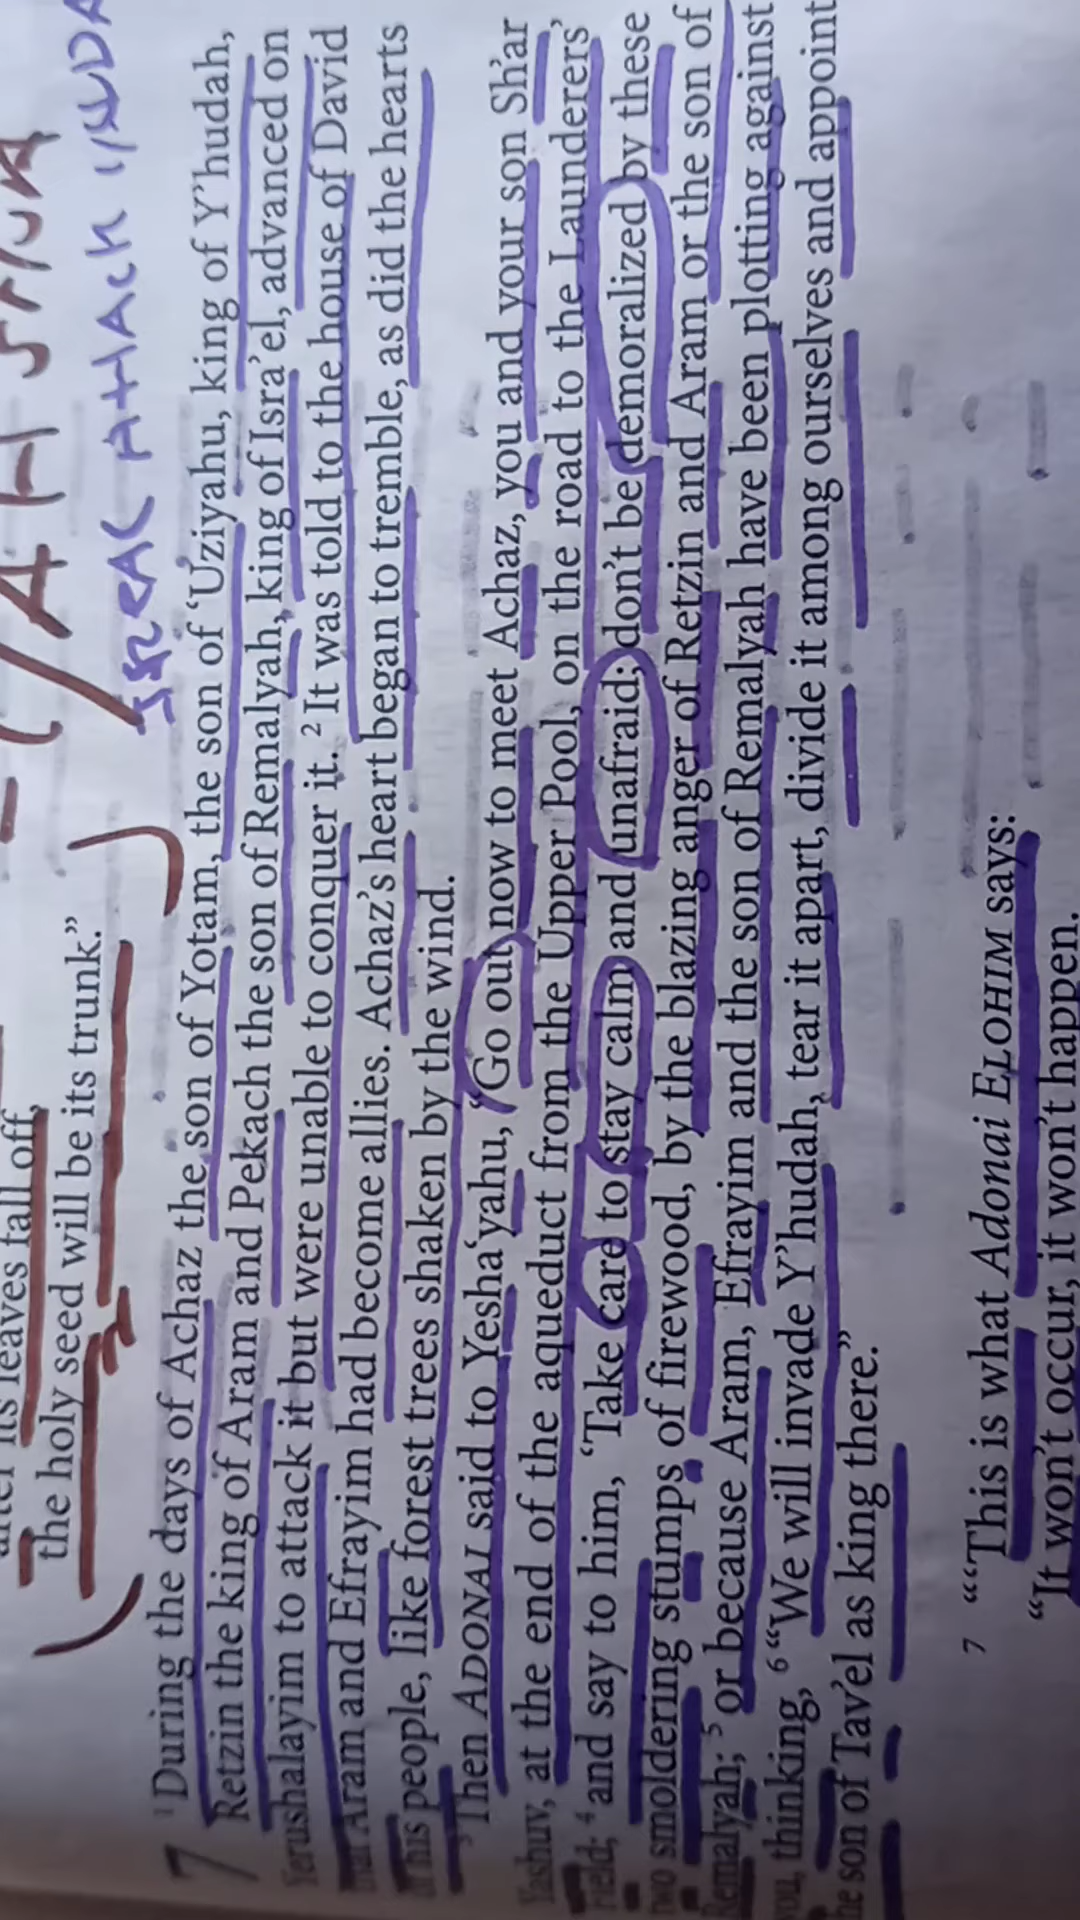 = (YAH
ISREAL ATTACK
leaves
the holy seed will be its trunk.”
7 ¹During the days of Achaz the son of Yotam, the son of ‘Uziyahu, king of Y’hudah,
Retzin the king of Aram and Pekach the son of Remalyah, king of Isra’el, advanced on
Yerushalayim to attack it but were unable to conquer it. ² It was told to the house of David
that Aram and Efrayim had become allies. Achaz’s heart began to tremble, as did the hearts
of his people, like forest trees shaken by the wind.
³ Then ADONAI said to Yesha‘yahu, “Go out now to meet Achaz, you and your son Sh’ar
Yashuv, at the end of the aqueduct from the Upper Pool, on the road to the Launderers’
Field; ⁴ and say to him, ‘Take care to stay calm and unafraid; don’t be demoralized by these
two smoldering stumps of firewood, by the blazing anger of Retzin and Aram or the son of
Remalyah; ⁵ or because Aram, Efrayim and the son of Remalyah have been plotting against
you, thinking, ⁶ “We will invade Y’hudah, tear it apart, divide it among ourselves and appoint
the son of Tav’el as king there.”
7 ‘“‘This is what Adonai ELOHIM says:
“It won’t occur, it won’t happen.